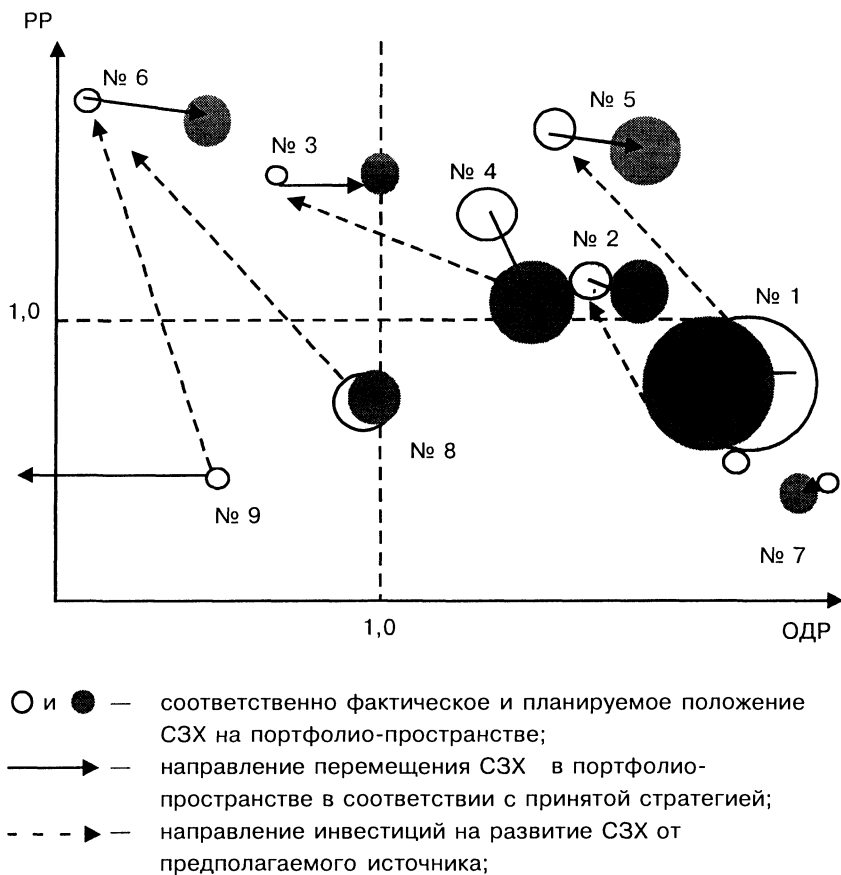 РР
№ 6
№ 5
№ 3
№ 4
№ 2
№ 1
1,0
№ 8
№ 9
№ 7
1,0
ОДР
и — соответственно фактическое и планируемое положение
СЗХ на портфолио-пространстве;
— направление перемещения СЗХ в портфолио-
пространстве в соответствии с принятой стратегией;
— направление инвестиций на развитие СЗХ от
предполагаемого источника;